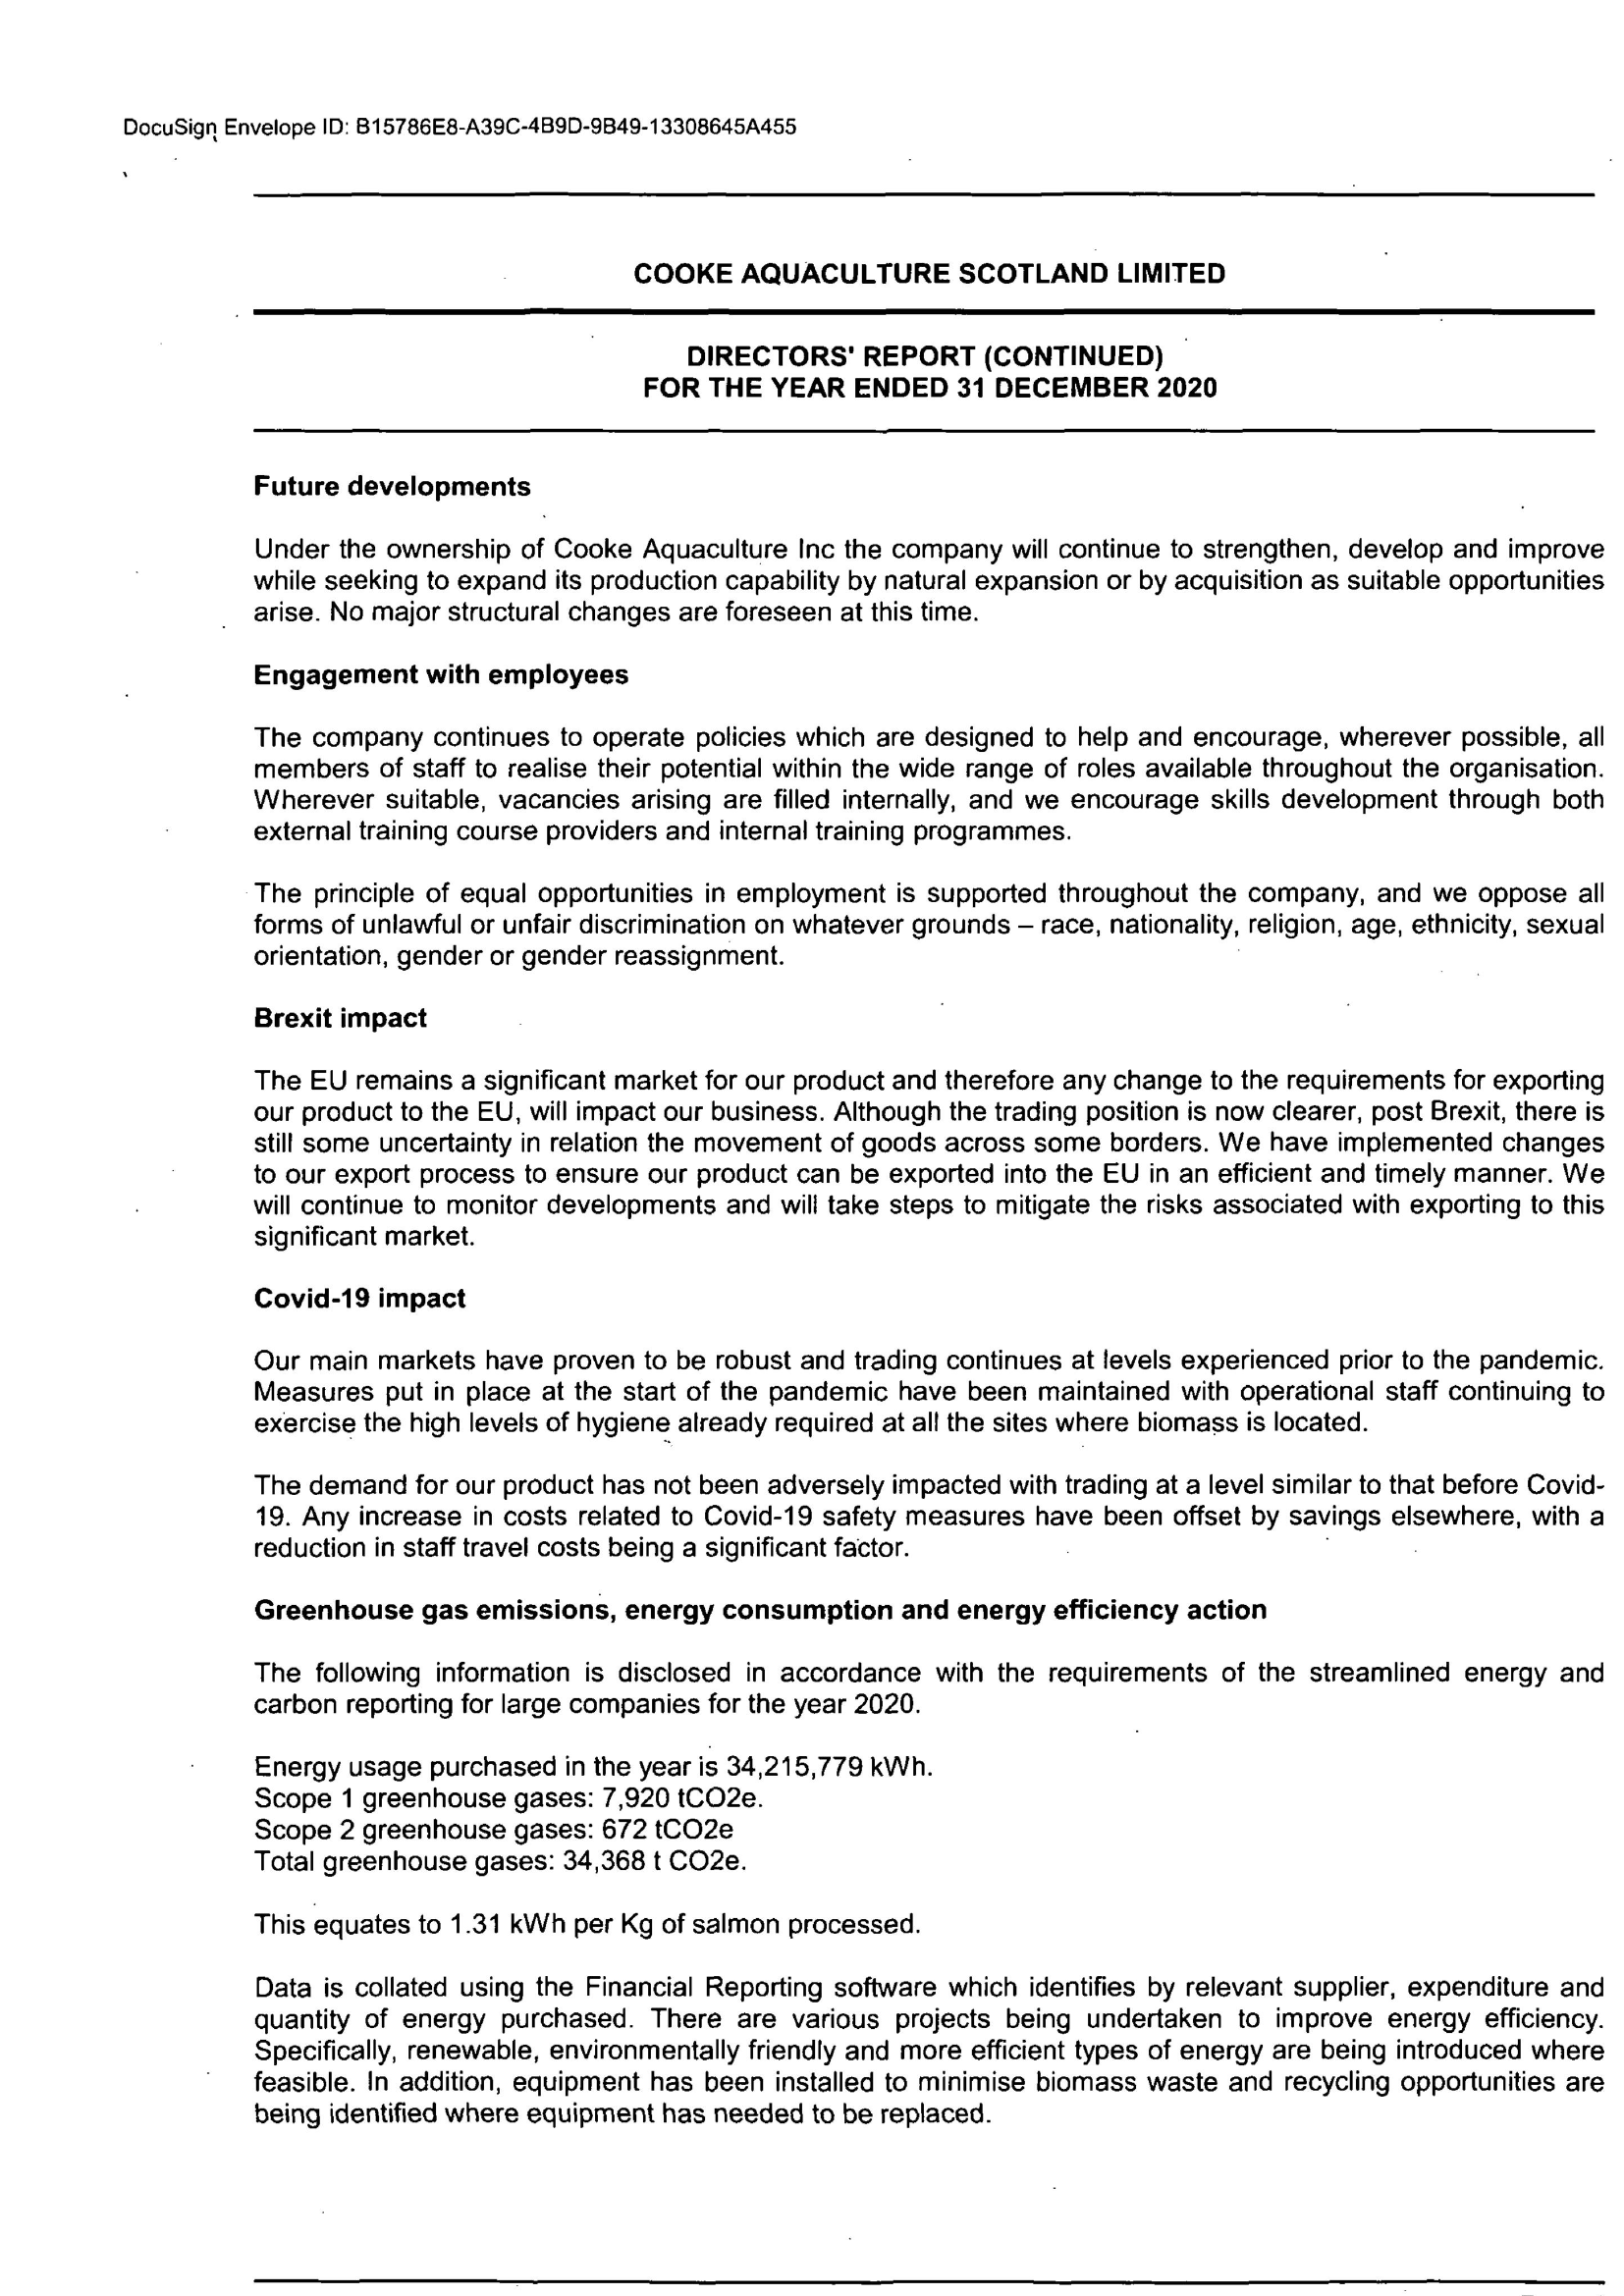 DocuSign Envelope ID: B15786E8-A39C-4B9D-9B49-13308645A455
COOKE AQUACULTURE SCOTLAND LIMITED
DIRECTORS' REPORT (CONTINUED)
FOR THE YEAR ENDED 31 DECEMBER 2020
Future developments
Under the ownership of Cooke Aquaculture Inc the company will continue to strengthen, develop and improve
while seeking to expand its production capability by natural expansion or by acquisition as suitable opportunities
arise. No major structural changes are foreseen at this time.
Engagement with employees
The company continues to operate policies which are designed to help and encourage, wherever possible, all
members of staff to realise their potential within the wide range of roles available throughout the organisation.
Wherever suitable, vacancies arising are filled internally, and we encourage skills development through both
external training course providers and internal training programmes.
The principle of equal opportunities in employment is supported throughout the company, and we oppose all
forms of unlawful or unfair discrimination on whatever grounds – race, nationality, religion, age, ethnicity, sexual
orientation, gender or gender reassignment.
Brexit impact
The EU remains a significant market for our product and therefore any change to the requirements for exporting
our product to the EU, will impact our business. Although the trading position is now clearer, post Brexit, there is
still some uncertainty in relation the movement of goods across some borders. We have implemented changes
to our export process to ensure our product can be exported into the EU in an efficient and timely manner. We
will continue to monitor developments and will take steps to mitigate the risks associated with exporting to this
significant market.
Covid-19 impact
Our main markets have proven to be robust and trading continues at levels experienced prior to the pandemic.
Measures put in place at the start of the pandemic have been maintained with operational staff continuing to
exercise the high levels of hygiene already required at all the sites where biomass is located.
The demand for our product has not been adversely impacted with trading at a level similar to that before Covid-
19. Any increase in costs related to Covid-19 safety measures have been offset by savings elsewhere, with a
reduction in staff travel costs being a significant factor.
Greenhouse gas emissions, energy consumption and energy efficiency action
The following information is disclosed in accordance with the requirements of the streamlined energy and
carbon reporting for large companies for the year 2020.
Energy usage purchased in the year is 34,215,779 kWh.
Scope 1 greenhouse gases: 7,920 tCO2e.
Scope 2 greenhouse gases: 672 tCO2e
Total greenhouse gases: 34,368 t CO2e.
This equates to 1.31 kWh per Kg of salmon processed.
Data is collated using the Financial Reporting software which identifies by relevant supplier, expenditure and
quantity of energy purchased. There are various projects being undertaken to improve energy efficiency.
Specifically, renewable, environmentally friendly and more efficient types of energy are being introduced where
feasible. In addition, equipment has been installed to minimise biomass waste and recycling opportunities are
being identified where equipment has needed to be replaced.